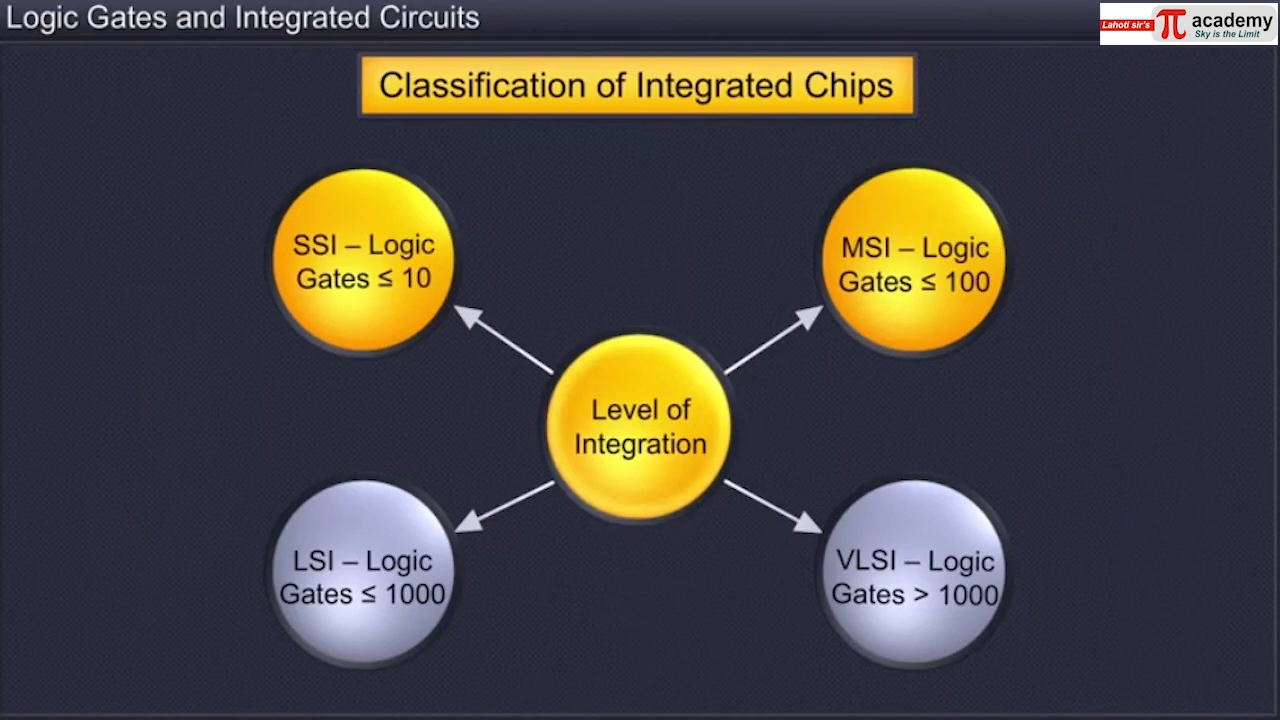 Logic Gates and Integrated Circuits
Lahoti sir's π academy
Sky is the Limit
Classification of Integrated Chips
SSI – Logic
Gates ≤ 10
MSI – Logic
Gates ≤ 100
Level of
Integration
LSI – Logic
Gates ≤ 1000
VLSI – Logic
Gates > 1000